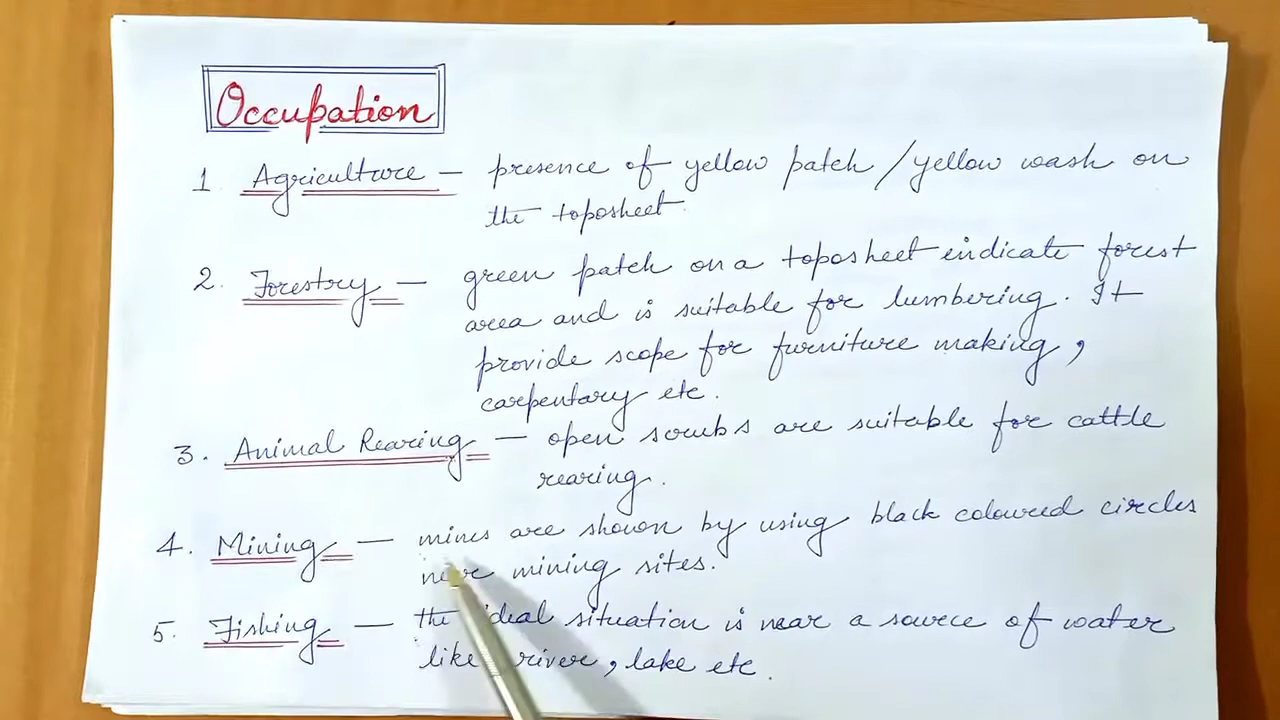 Occupation
1 Agriculture — presence of yellow patch / yellow wash on
the toposheet.
2. Forestry — green patch on a toposheet indicate forest
area and is suitable for lumbering. It
provide scope for furniture making,
carpentary etc.
3. Animal Rearing — open scrubs are suitable for cattle
rearing.
4. Mining — mines are shown by using black coloured circles
near mining sites.
5. Fishing — the ideal situation is near a source of water
like river, lake etc.